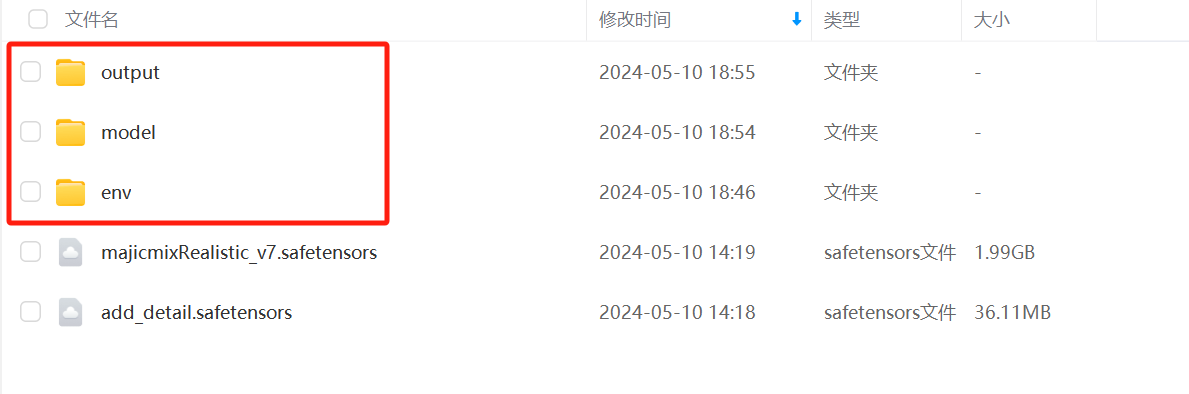 文件名 修改时间 类型 大小
output 2024-05-10 18:55 文件夹 -
model 2024-05-10 18:54 文件夹 -
env 2024-05-10 18:46 文件夹 -
majicmixRealistic_v7.safetensors 2024-05-10 14:19 safetensors文件 1.99GB
add_detail.safetensors 2024-05-10 14:18 safetensors文件 36.11MB